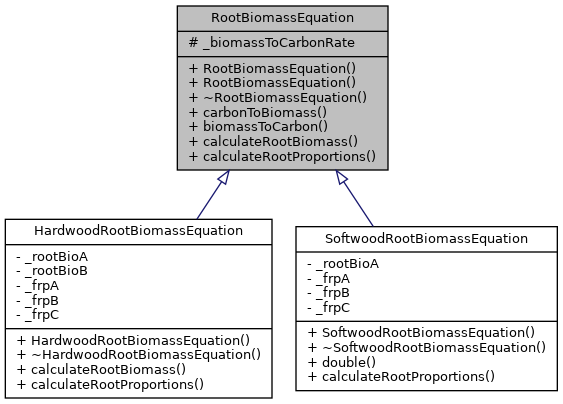 RootBiomassEquation
# _biomassToCarbonRate
+ RootBiomassEquation()
+ RootBiomassEquation()
+ ~RootBiomassEquation()
+ carbonToBiomass()
+ biomassToCarbon()
+ calculateRootBiomass()
+ calculateRootProportions()
HardwoodRootBiomassEquation
- _rootBioA
- _rootBioB
- _frpA
- _frpB
- _frpC
+ HardwoodRootBiomassEquation()
+ ~HardwoodRootBiomassEquation()
+ calculateRootBiomass()
+ calculateRootProportions()
SoftwoodRootBiomassEquation
- _rootBioA
- _frpA
- _frpB
- _frpC
+ SoftwoodRootBiomassEquation()
+ ~SoftwoodRootBiomassEquation()
+ double()
+ calculateRootProportions()